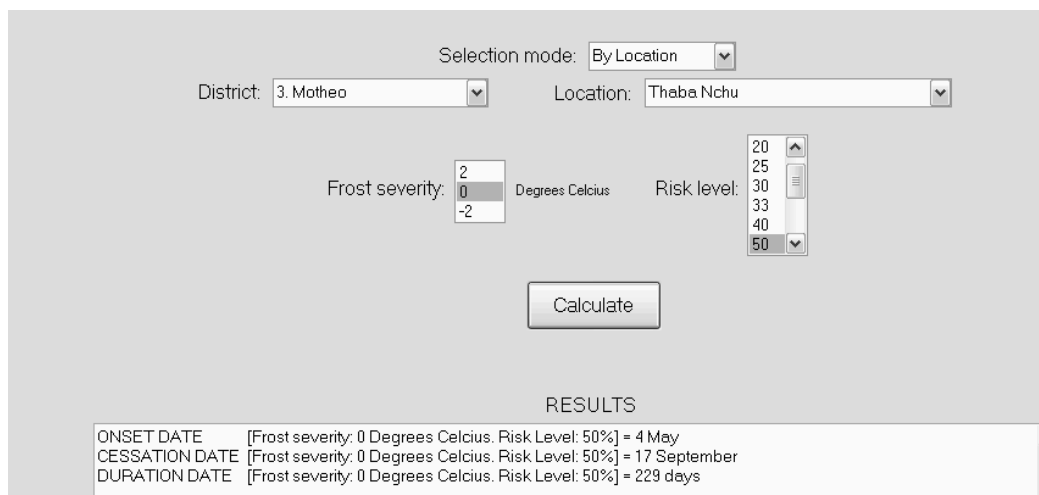 Selection mode: By Location
District: 3. Motheo Location: Thaba Nchu
Frost severity: 2 0 -2 Degrees Celcius Risk level: 20 25 30 33 40 50
Calculate
RESULTS
ONSET DATE [Frost severity: 0 Degrees Celcius. Risk Level: 50%] = 4 May
CESSATION DATE [Frost severity: 0 Degrees Celcius. Risk Level: 50%] = 17 September
DURATION DATE [Frost severity: 0 Degrees Celcius. Risk Level: 50%] = 229 days